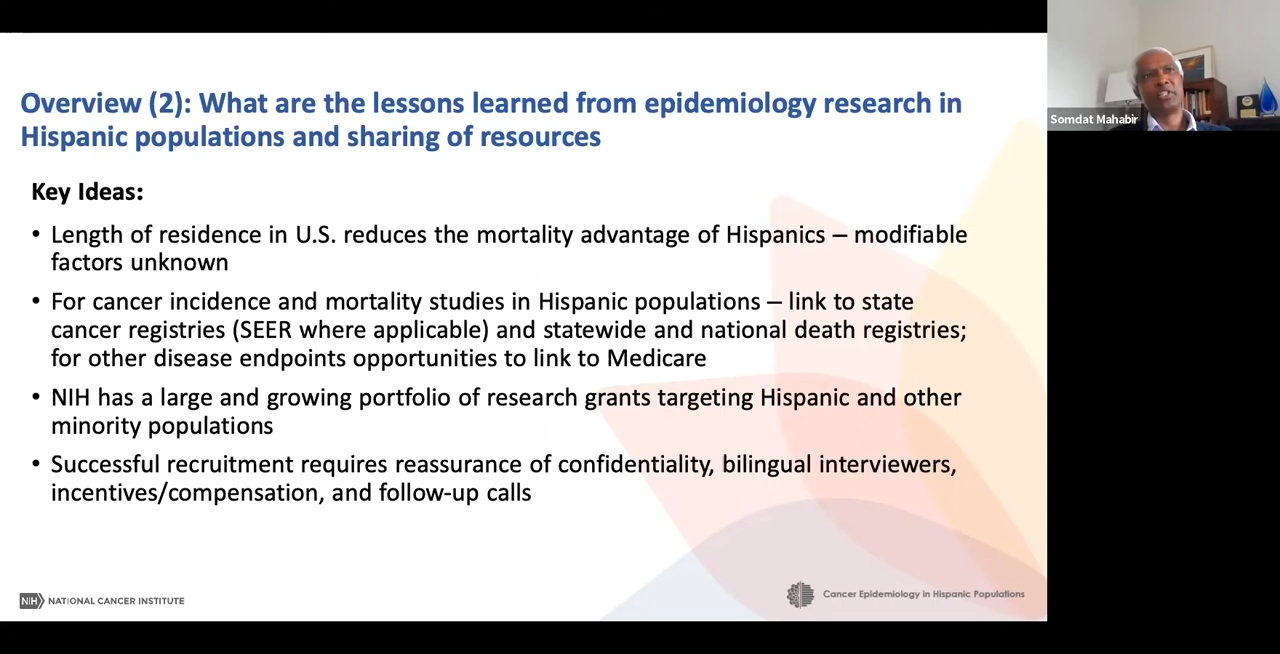 Overview (2): What are the lessons learned from epidemiology research in
Hispanic populations and sharing of resources
Key Ideas:
• Length of residence in U.S. reduces the mortality advantage of Hispanics – modifiable
factors unknown
• For cancer incidence and mortality studies in Hispanic populations – link to state
cancer registries (SEER where applicable) and statewide and national death registries;
for other disease endpoints opportunities to link to Medicare
• NIH has a large and growing portfolio of research grants targeting Hispanic and other
minority populations
• Successful recruitment requires reassurance of confidentiality, bilingual interviewers,
incentives/compensation, and follow-up calls
NIH NATIONAL CANCER INSTITUTE
Cancer Epidemiology in Hispanic Populations
Somdat Mahabir